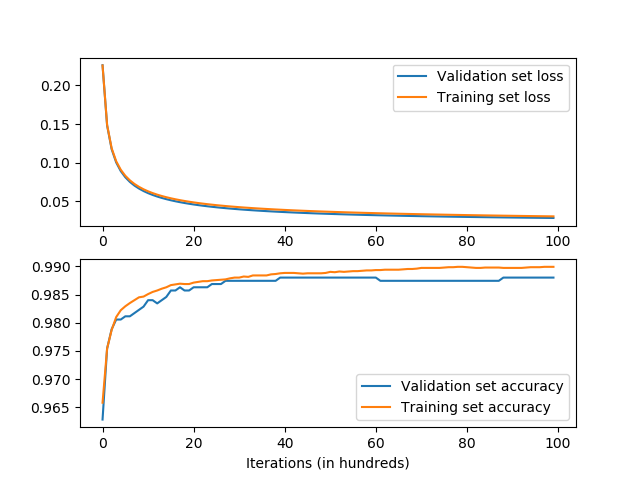 0.20
0.15
0.10
0.05
Validation set loss
Training set loss
0 20 40 60 80 100
0.990
0.985
0.980
0.975
0.970
0.965
Validation set accuracy
Training set accuracy
0 20 40 60 80 100
Iterations (in hundreds)